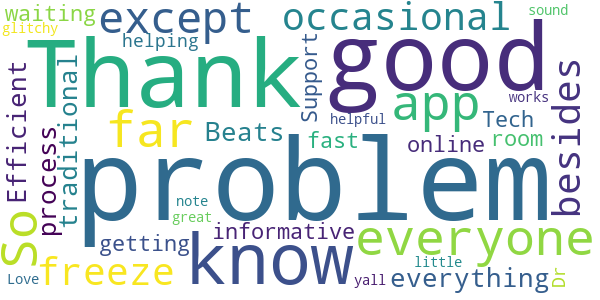 waiting
glitchy
except
helping
occasional
sound
Thank
good
Support
Efficient
traditional
process
far
Beats
fast
app
helpful
works
Tech
online
room
besides
So
problem
note
great
know
everyone
informative
getting
freeze
Love
yall
little
everything
Dr